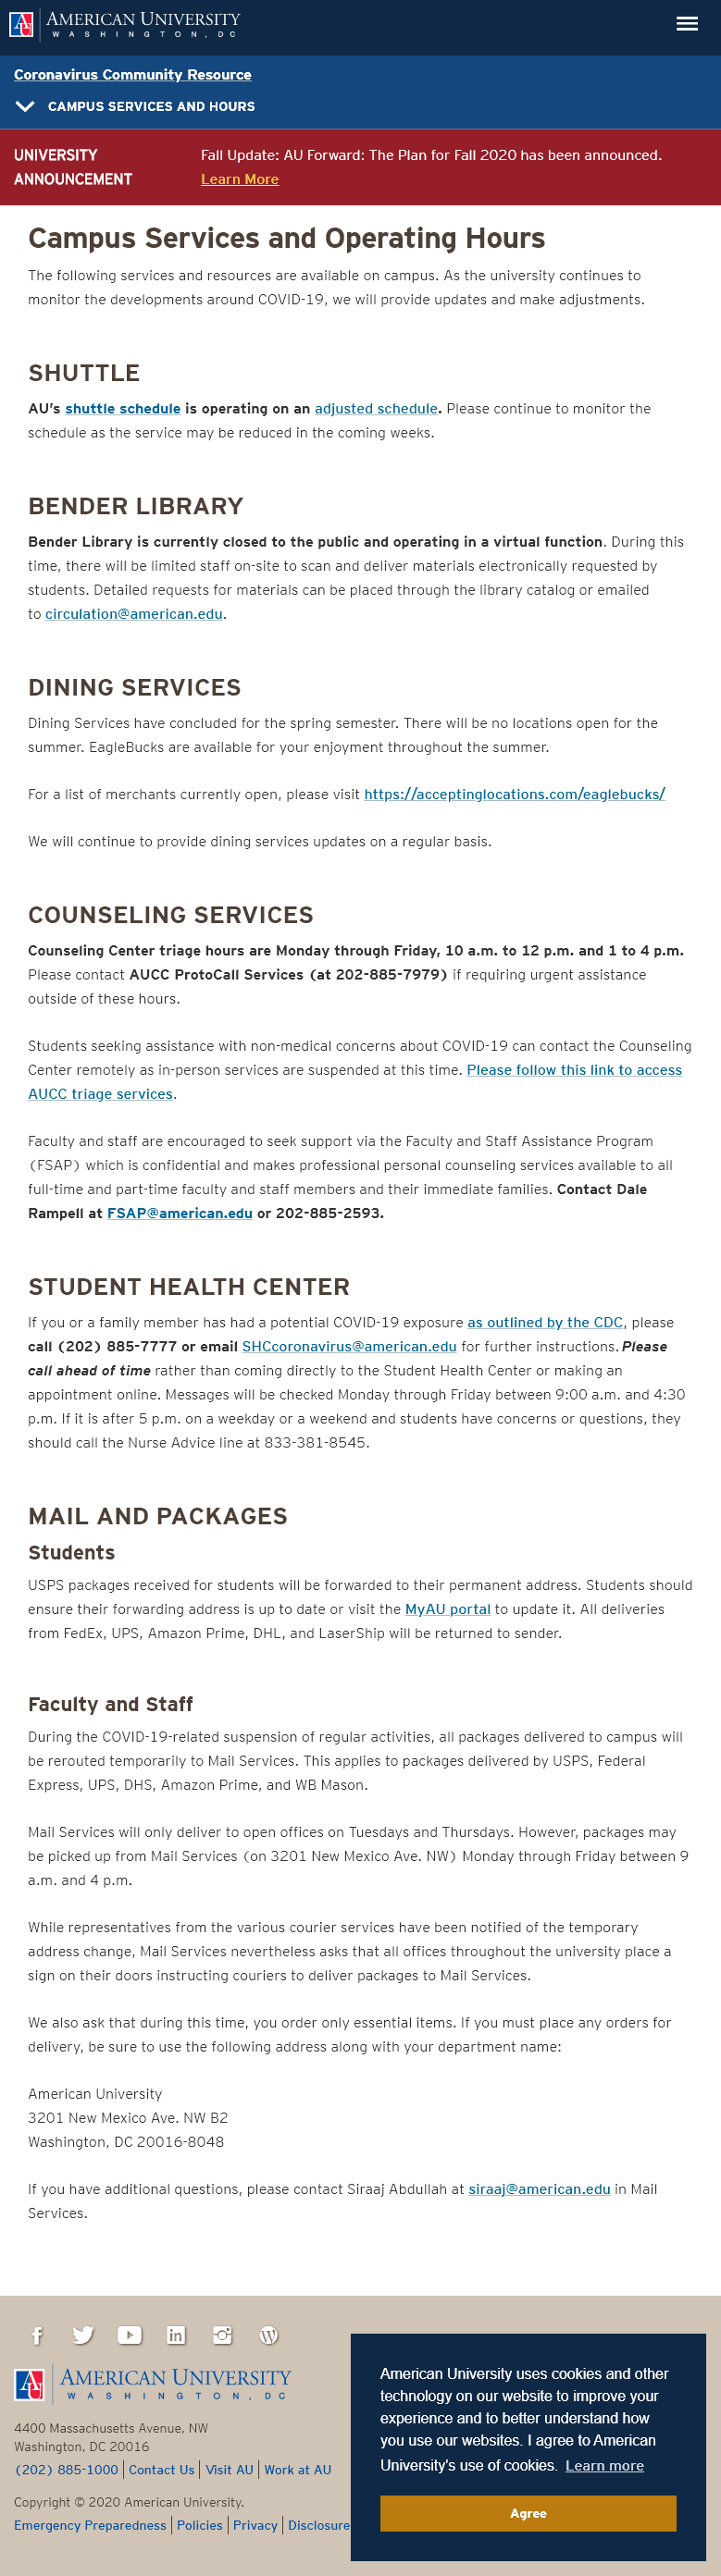 AMERICAN UNIVERSITY
WASHINGTON, DC
Coronavirus Community Resource
CAMPUS SERVICES AND HOURS
UNIVERSITY
ANNOUNCEMENT
Fall Update: AU Forward: The Plan for Fall 2020 has been announced.
Learn More
Campus Services and Operating Hours
The following services and resources are available on campus. As the university continues to
monitor the developments around COVID-19, we will provide updates and make adjustments.
SHUTTLE
AU's shuttle schedule is operating on an adjusted schedule. Please continue to monitor the
schedule as the service may be reduced in the coming weeks.
BENDER LIBRARY
Bender Library is currently closed to the public and operating in a virtual function. During this
time, there will be limited staff on-site to scan and deliver materials electronically requested by
students. Detailed requests for materials can be placed through the library catalog or emailed
to circulation@american.edu.
DINING SERVICES
Dining Services have concluded for the spring semester. There will be no locations open for the
summer. EagleBucks are available for your enjoyment throughout the summer.
For a list of merchants currently open, please visit https://acceptinglocations.com/eaglebucks/
We will continue to provide dining services updates on a regular basis.
COUNSELING SERVICES
Counseling Center triage hours are Monday through Friday, 10 a.m. to 12 p.m. and 1 to 4 p.m.
Please contact AUCC ProtoCall Services (at 202-885-7979) if requiring urgent assistance
outside of these hours.
Students seeking assistance with non-medical concerns about COVID-19 can contact the Counseling
Center remotely as in-person services are suspended at this time. Please follow this link to access
AUCC triage services.
Faculty and staff are encouraged to seek support via the Faculty and Staff Assistance Program
(FSAP) which is confidential and makes professional personal counseling services available to all
full-time and part-time faculty and staff members and their immediate families. Contact Dale
Rampell at FSAP@american.edu or 202-885-2593.
STUDENT HEALTH CENTER
If you or a family member has had a potential COVID-19 exposure as outlined by the CDC, please
call (202) 885-7777 or email SHCcoronavirus@american.edu for further instructions. Please
call ahead of time rather than coming directly to the Student Health Center or making an
appointment online. Messages will be checked Monday through Friday between 9:00 a.m. and 4:30
p.m. If it is after 5 p.m. on a weekday or a weekend and students have concerns or questions, they
should call the Nurse Advice line at 833-381-8545.
MAIL AND PACKAGES
Students
USPS packages received for students will be forwarded to their permanent address. Students should
ensure their forwarding address is up to date or visit the MyAU portal to update it. All deliveries
from FedEx, UPS, Amazon Prime, DHL, and LaserShip will be returned to sender.
Faculty and Staff
During the COVID-19-related suspension of regular activities, all packages delivered to campus will
be rerouted temporarily to Mail Services. This applies to packages delivered by USPS, Federal
Express, UPS, DHS, Amazon Prime, and WB Mason.
Mail Services will only deliver to open offices on Tuesdays and Thursdays. However, packages may
be picked up from Mail Services (on 3201 New Mexico Ave. NW) Monday through Friday between 9
a.m. and 4 p.m.
While representatives from the various courier services have been notified of the temporary
address change, Mail Services nevertheless asks that all offices throughout the university place a
sign on their doors instructing couriers to deliver packages to Mail Services.
We also ask that during this time, you order only essential items. If you must place any orders for
delivery, be sure to use the following address along with your department name:
American University
3201 New Mexico Ave. NW B2
Washington, DC 20016-8048
If you have additional questions, please contact Siraaj Abdullah at siraaj@american.edu in Mail
Services.
AMERICAN UNIVERSITY
WASHINGTON, DC
4400 Massachusetts Avenue, NW
Washington, DC 20016
(202) 885-1000 | Contact Us | Visit AU | Work at AU
Copyright © 2020 American University.
Emergency Preparedness | Policies | Privacy | Disclosure
American University uses cookies and other
technology on our website to improve your
experience and to better understand how
you use our websites. I agree to American
University's use of cookies. Learn more
Agree